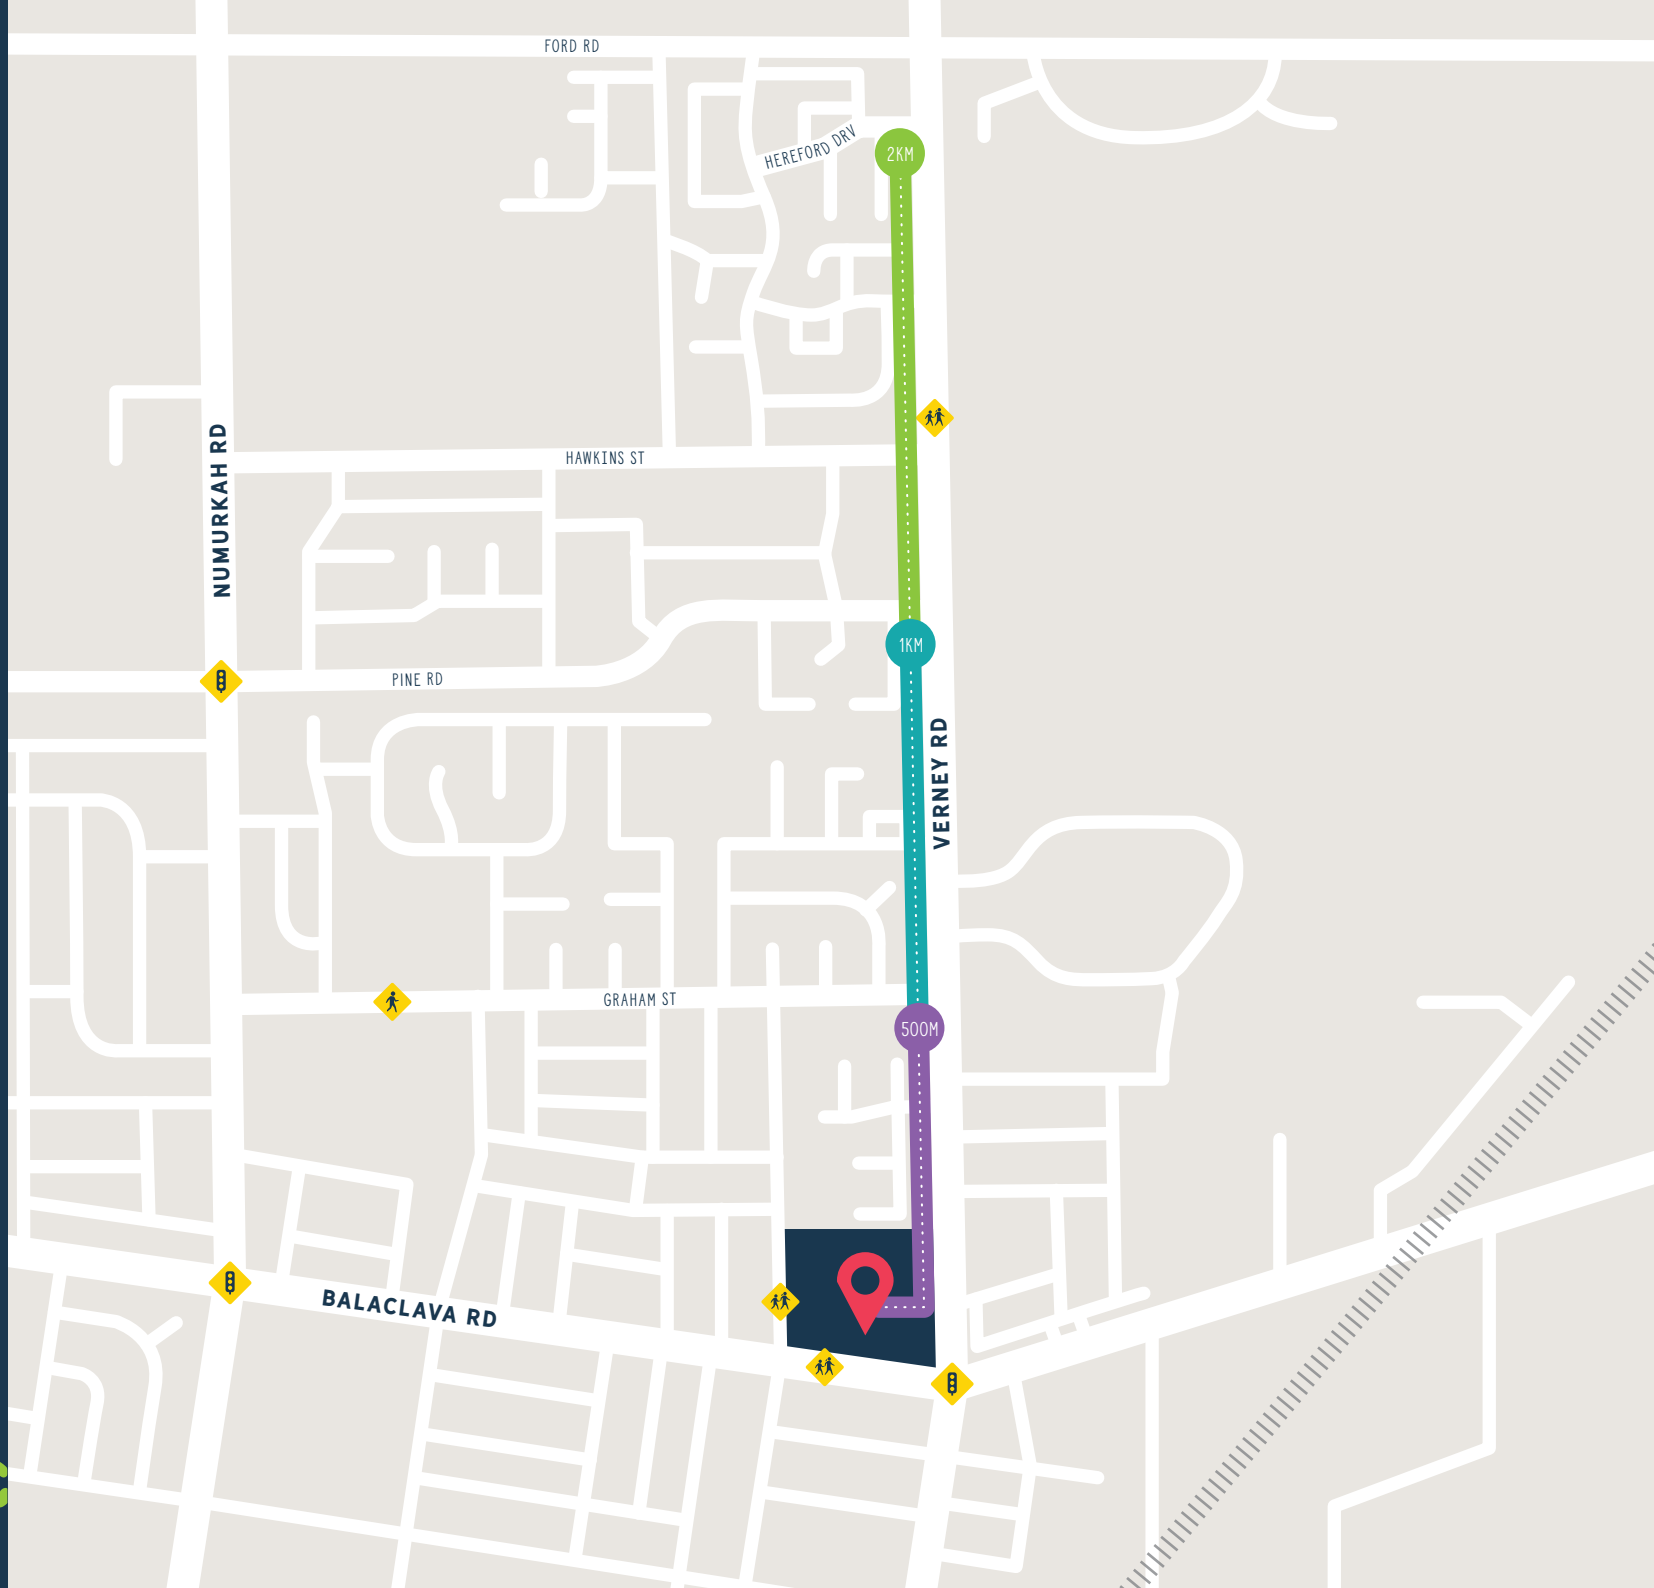 FORD RD
HEREFORD DRV
2KM
NUMURKAH RD
HAWKINS ST
1KM
PINE RD
VERNEY RD
GRAHAM ST
500M
BALACLAVA RD